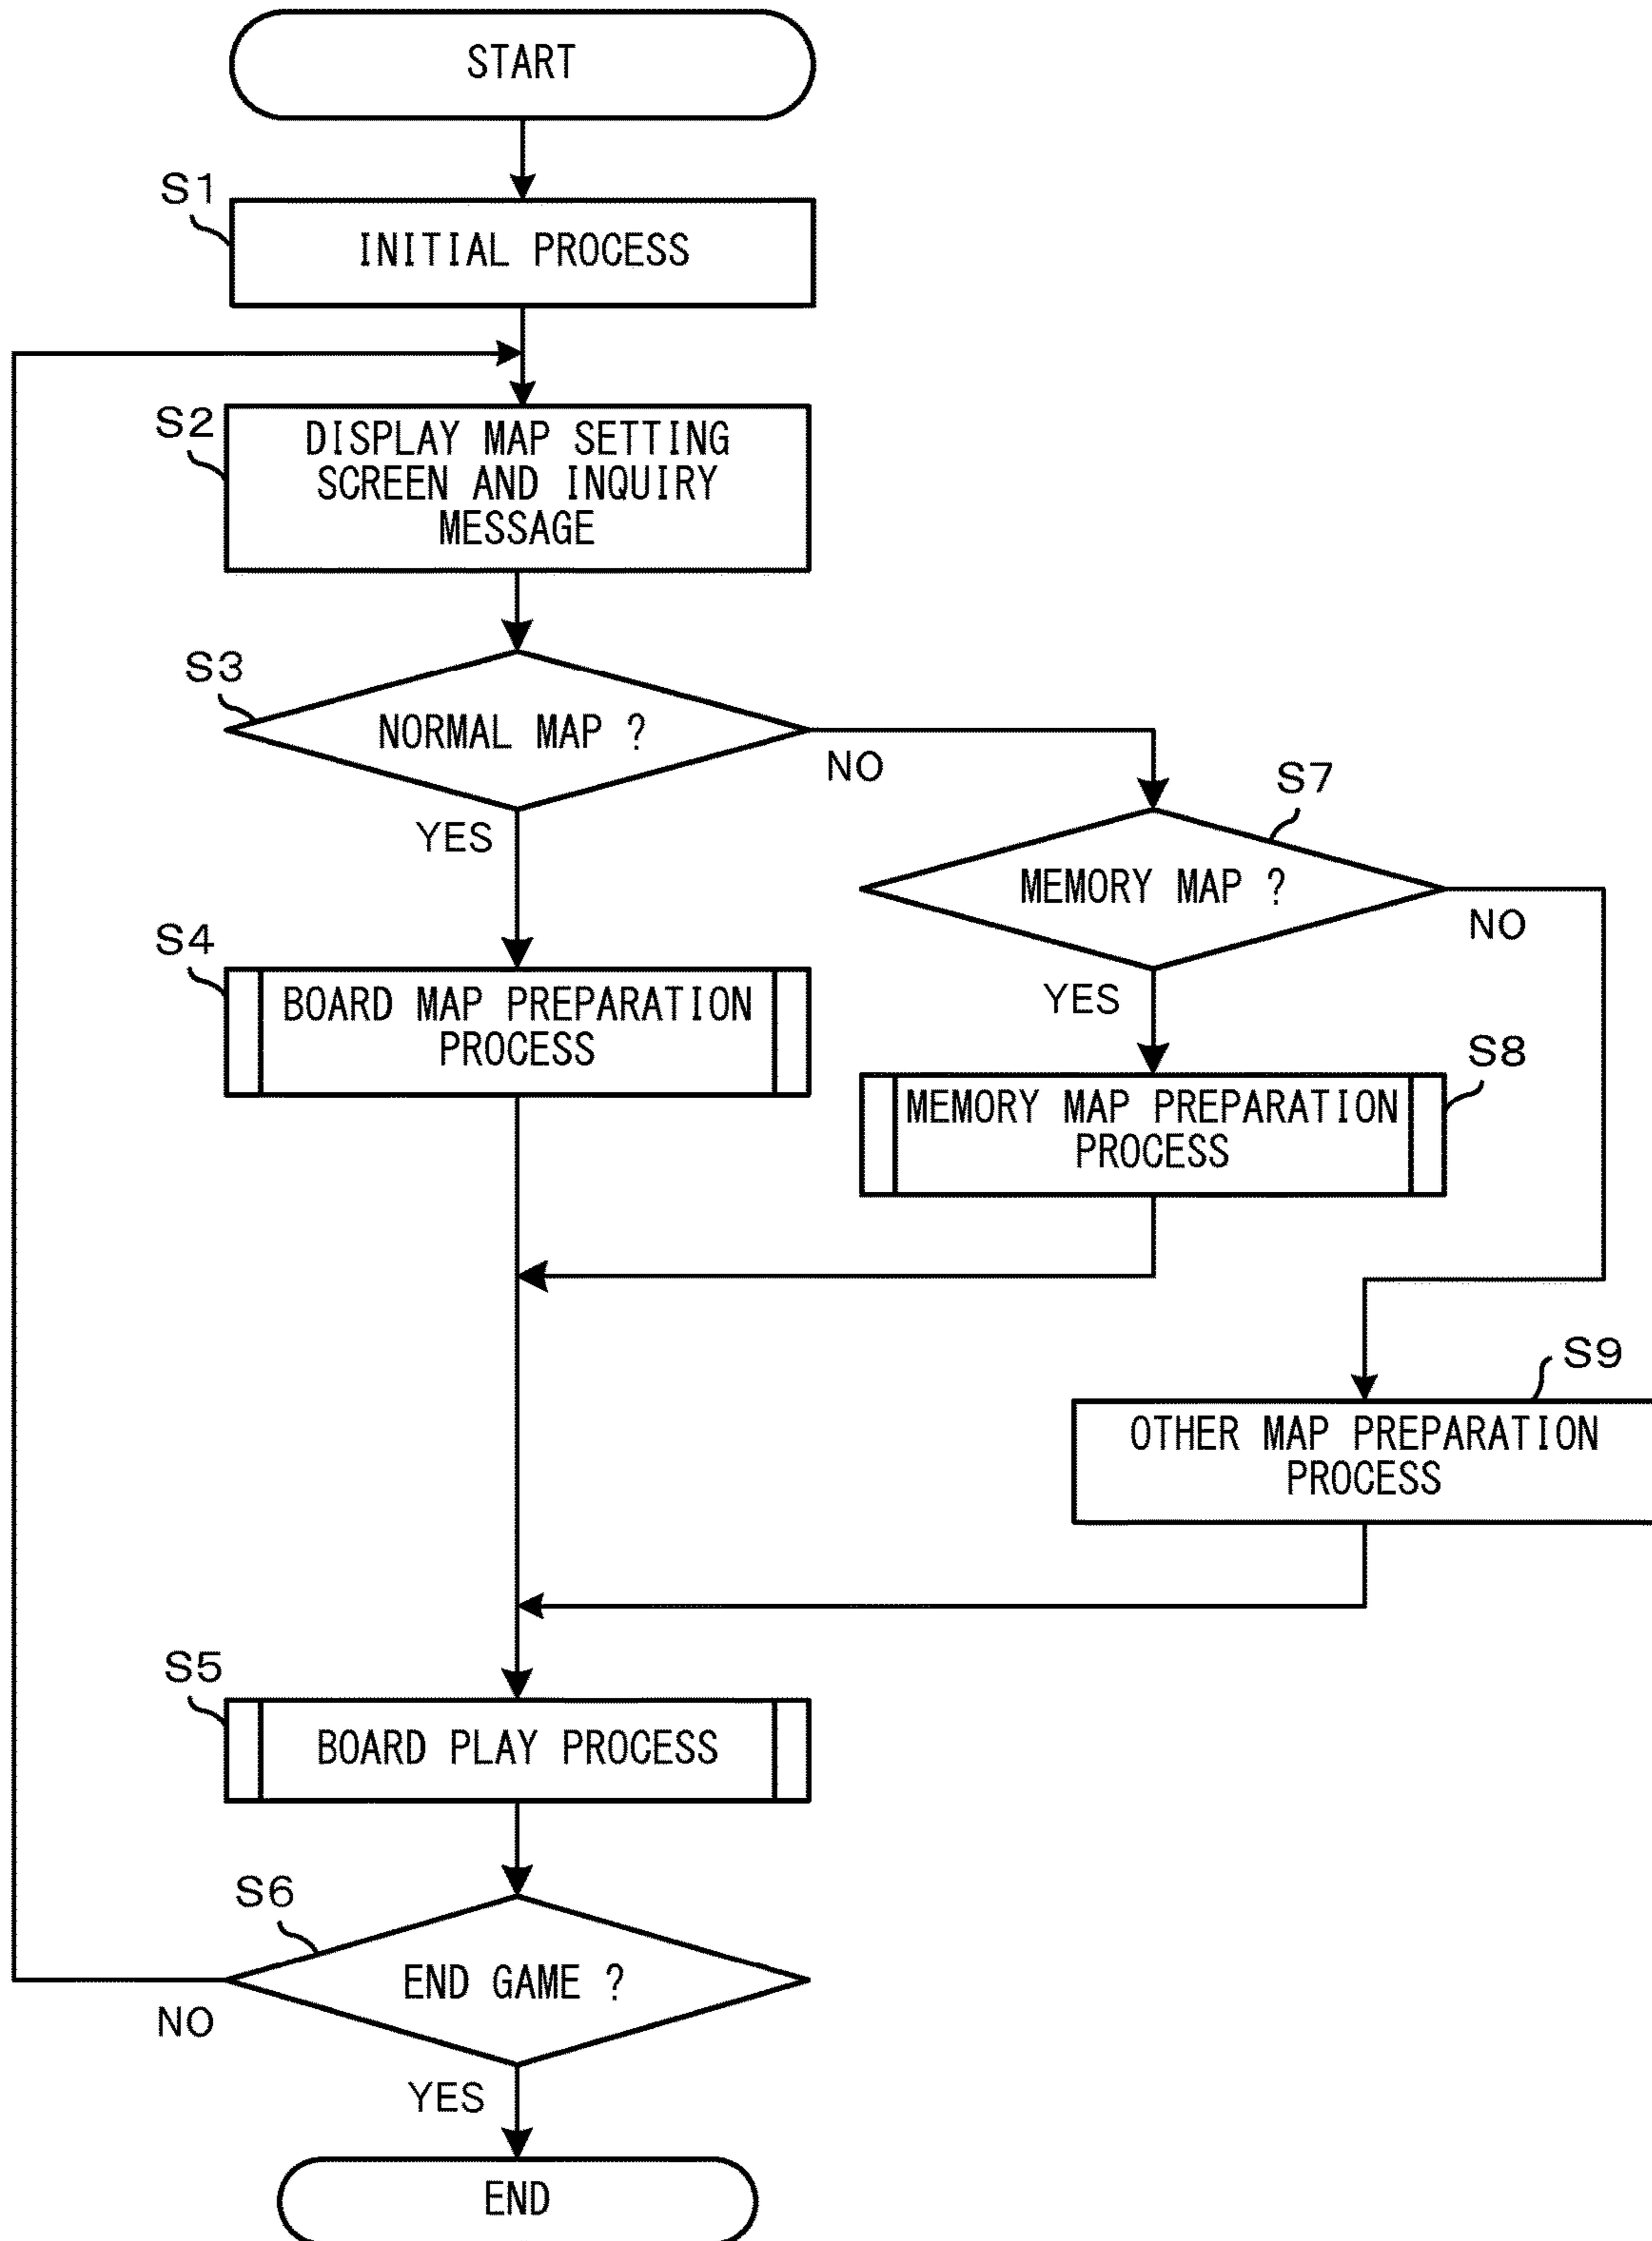 START
S1
INITIAL PROCESS
S2
DISPLAY MAP SETTING
SCREEN AND INQUIRY
MESSAGE
S3
NORMAL MAP ?
NO
YES
S7
MEMORY MAP ?
NO
YES
S4
BOARD MAP PREPARATION
PROCESS
S8
MEMORY MAP PREPARATION
PROCESS
S9
OTHER MAP PREPARATION
PROCESS
S5
BOARD PLAY PROCESS
S6
END GAME ?
NO
YES
END